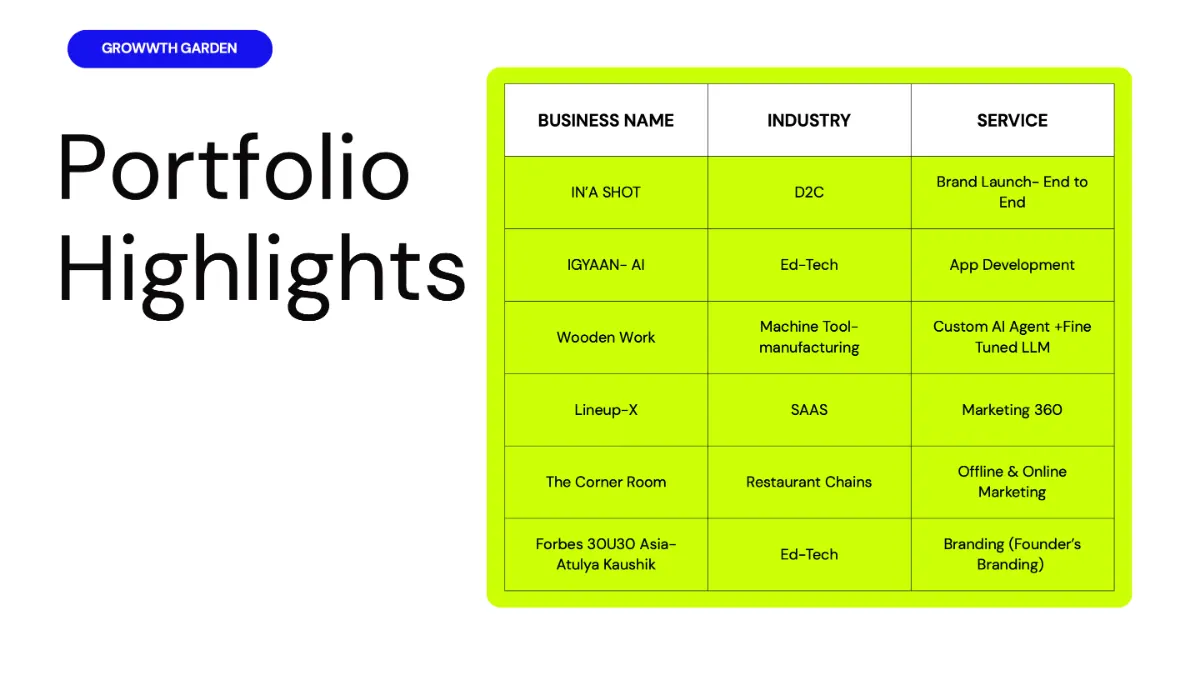 GROWWTH GARDEN
Portfolio
Highlights
BUSINESS NAME
INDUSTRY
SERVICE
IN'A SHOT
D2C
Brand Launch- End to
End
IGYAAN- AI
Ed-Tech
App Development
Wooden Work
Machine Tool-
manufacturing
Custom AI Agent +Fine
Tuned LLM
Lineup-X
SAAS
Marketing 360
The Corner Room
Restaurant Chains
Offline & Online
Marketing
Forbes 30U30 Asia-
Atulya Kaushik
Ed-Tech
Branding (Founder's
Branding)